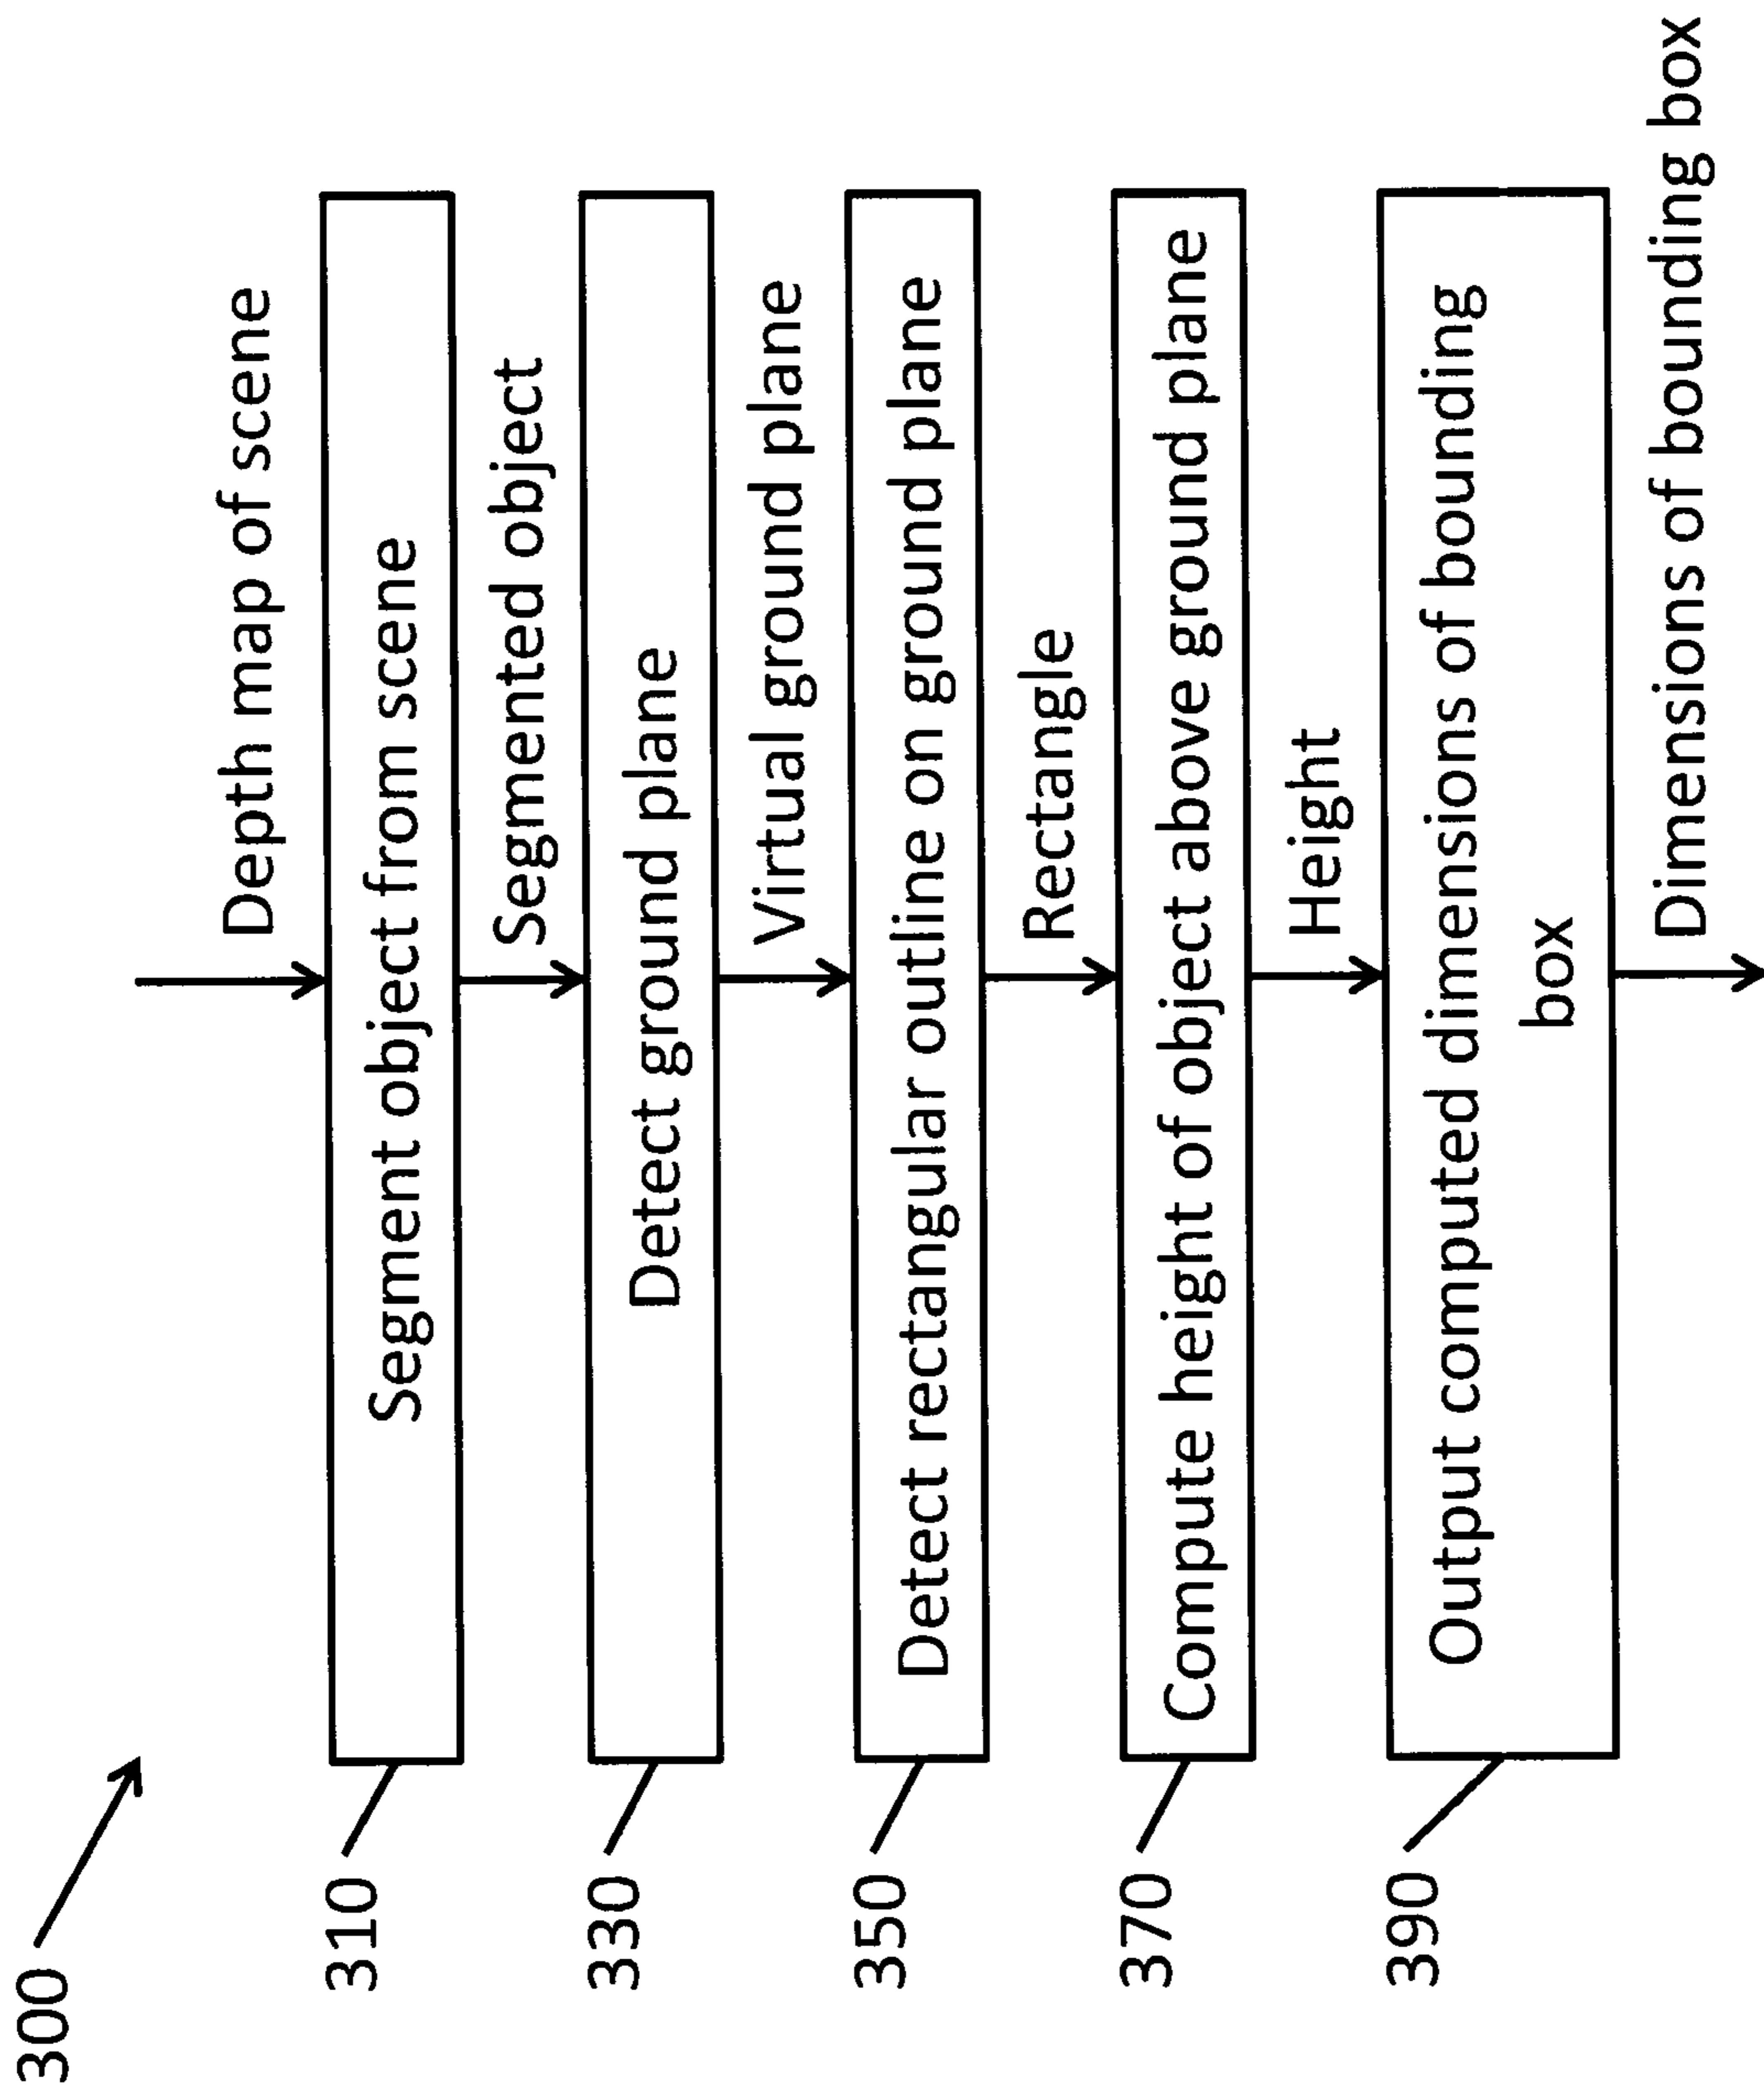 300
Depth map of scene
310
Segment object from scene
Segmented object
330
Detect ground plane
Virtual ground plane
350
Detect rectangular outline on ground plane
Rectangle
370
Compute height of object above ground plane
Height
390
Output computed dimensions of bounding
box
Dimensions of bounding box